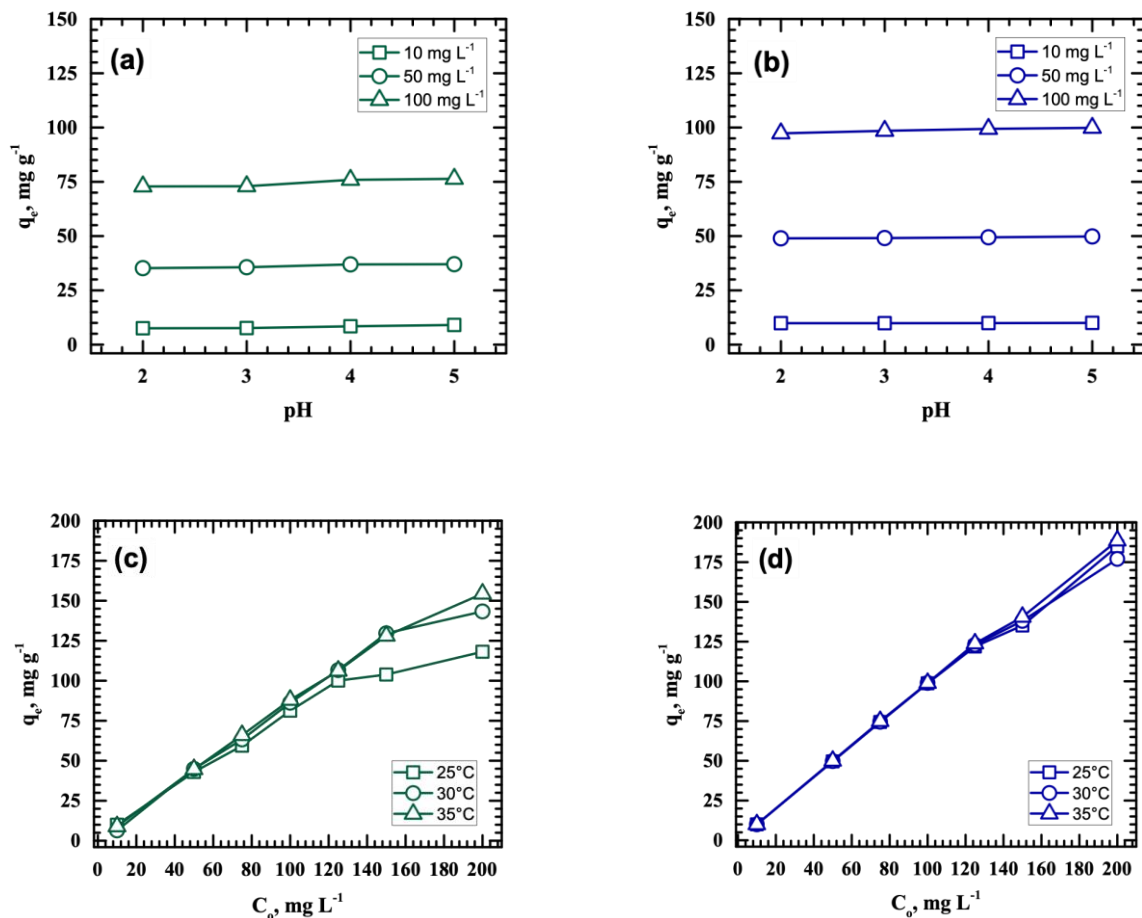 (a)
10 mg L⁻¹
50 mg L⁻¹
100 mg L⁻¹
150
125
100
75
50
25
0
qₑ, mg g⁻¹
2 3 4 5
pH
(b)
10 mg L⁻¹
50 mg L⁻¹
100 mg L⁻¹
150
125
100
75
50
25
0
qₑ, mg g⁻¹
2 3 4 5
pH
(c)
200
175
150
125
100
75
50
25
0
qₑ, mg g⁻¹
25°C
30°C
35°C
0 20 40 60 80 100 120 140 160 180 200
Cₒ, mg L⁻¹
(d)
200
175
150
125
100
75
50
25
0
qₑ, mg g⁻¹
25°C
30°C
35°C
0 20 40 60 80 100 120 140 160 180 200
Cₒ, mg L⁻¹